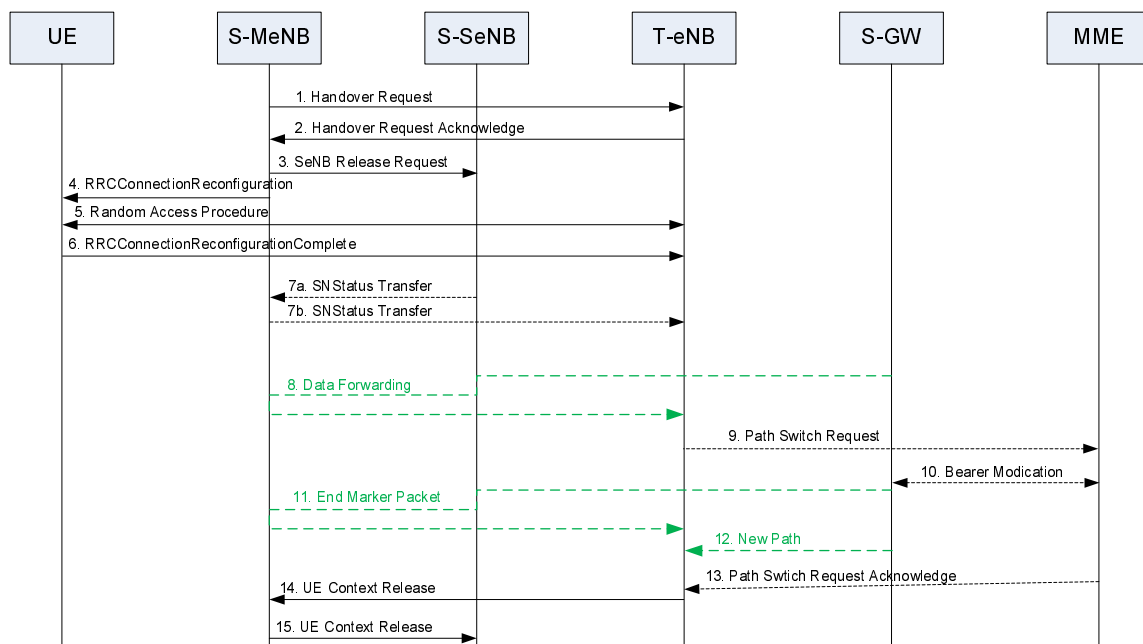 UE
S-MeNB
S-SeNB
T-eNB
S-GW
MME
1. Handover Request
2. Handover Request Acknowledge
3. SeNB Release Request
4. RRCConnectionReconfiguration
5. Random Access Procedure
6. RRCConnectionReconfigurationComplete
7a. SNStatus Transfer
7b. SNStatus Transfer
8. Data Forwarding
9. Path Switch Request
10. Bearer Modication
11. End Marker Packet
12. New Path
13. Path Swtich Request Acknowledge
14. UE Context Release
15. UE Context Release